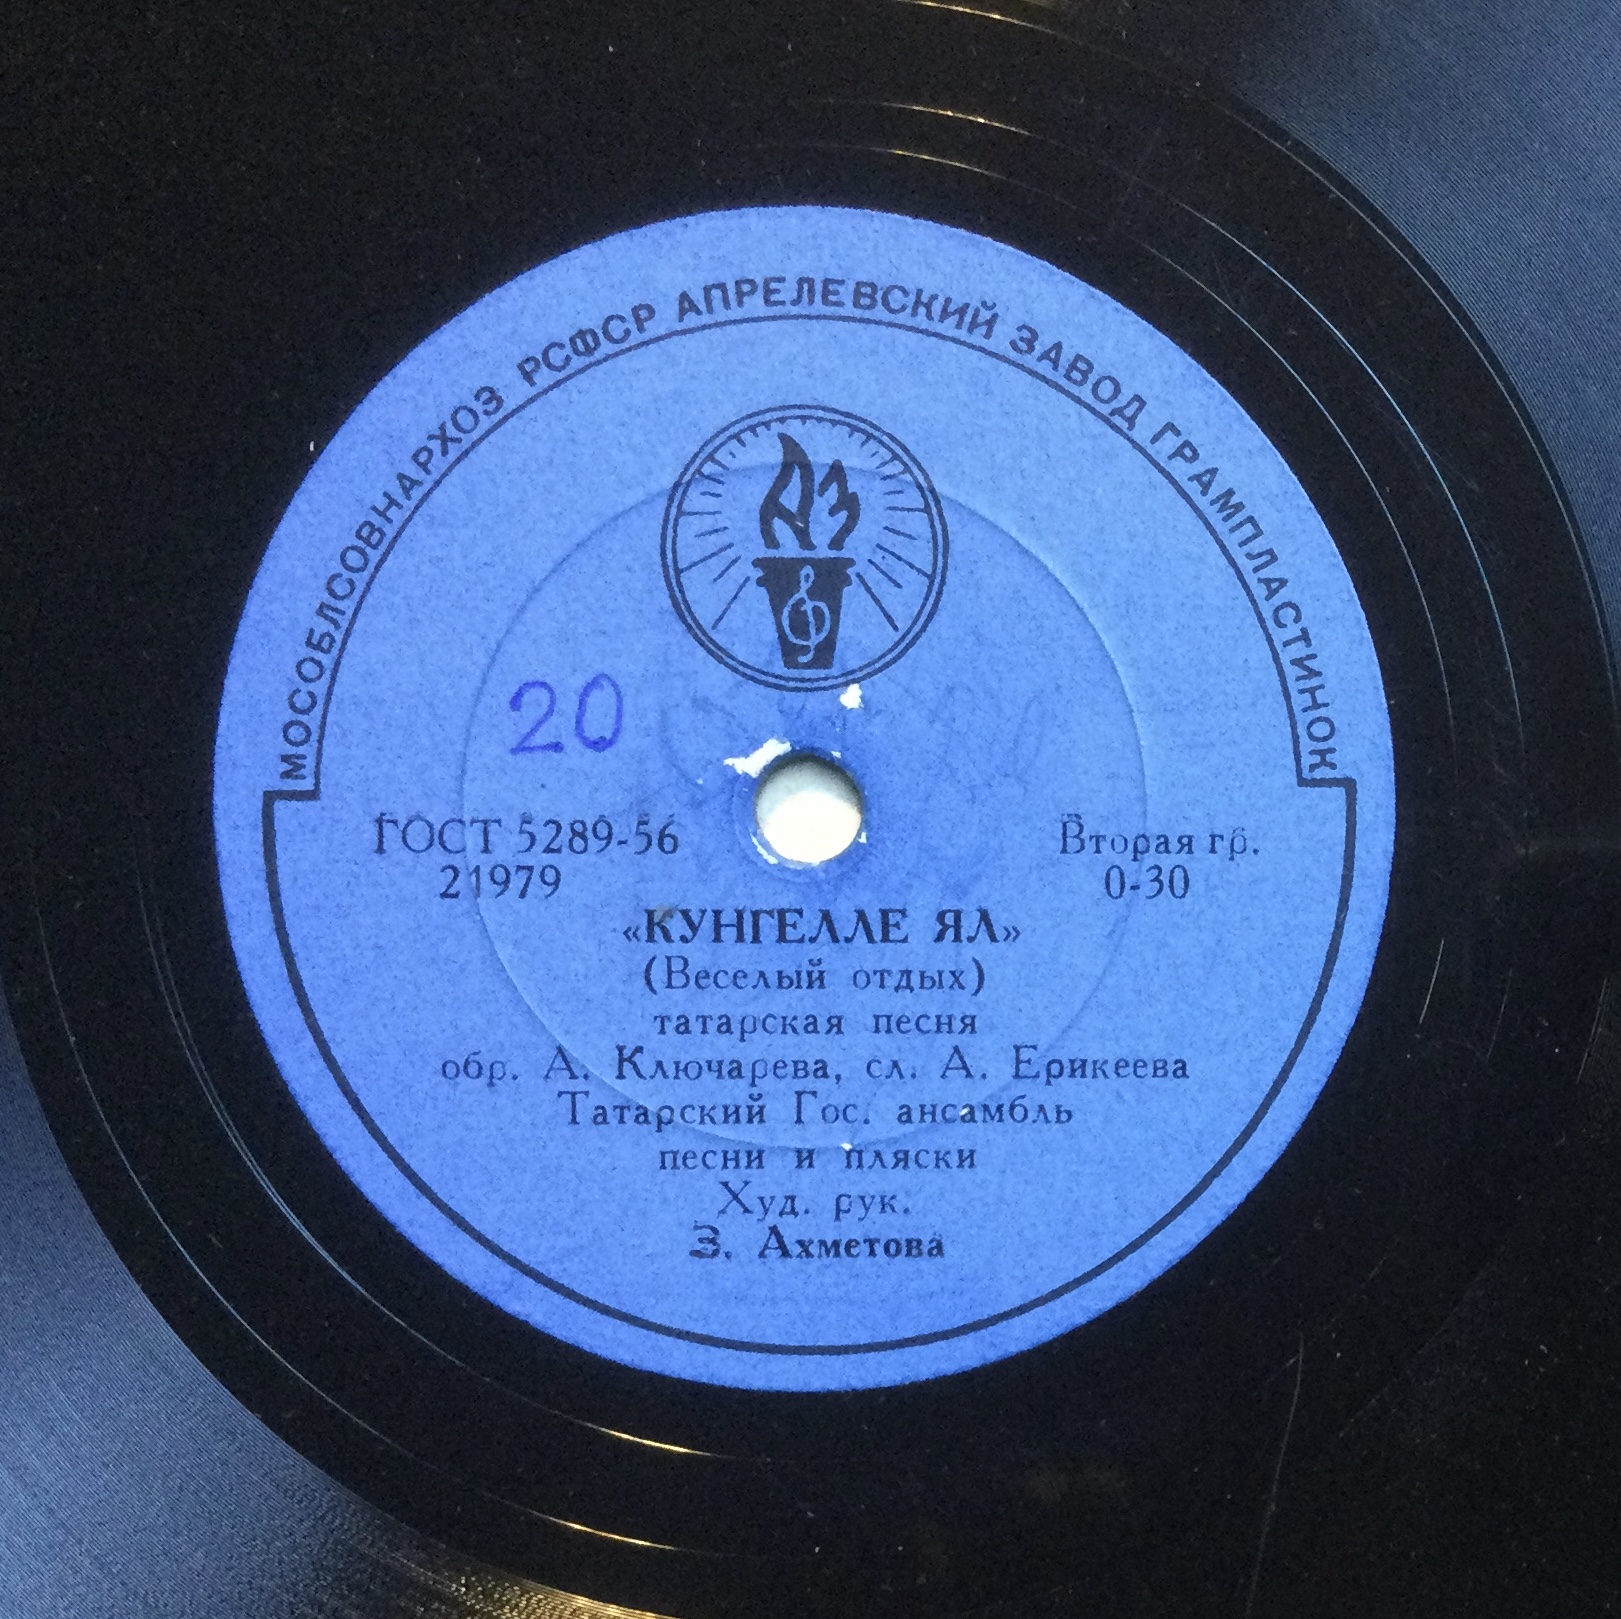 МОСОБЛСОВНАРХОЗ РСФСР АПРЕЛЕВСКИЙ ЗАВОД ГРАМПЛАСТИНОК
АЗ
20
ГОСТ 5289-56
21979
Вторая гр.
0-30
«КУНГЕЛЛЕ ЯЛ»
(Веселый отдых)
татарская песня
обр. А. Ключарева, сл. А. Ерикеева
Татарский Гос. ансамбль
песни и пляски
Худ. рук.
З. Ахметова